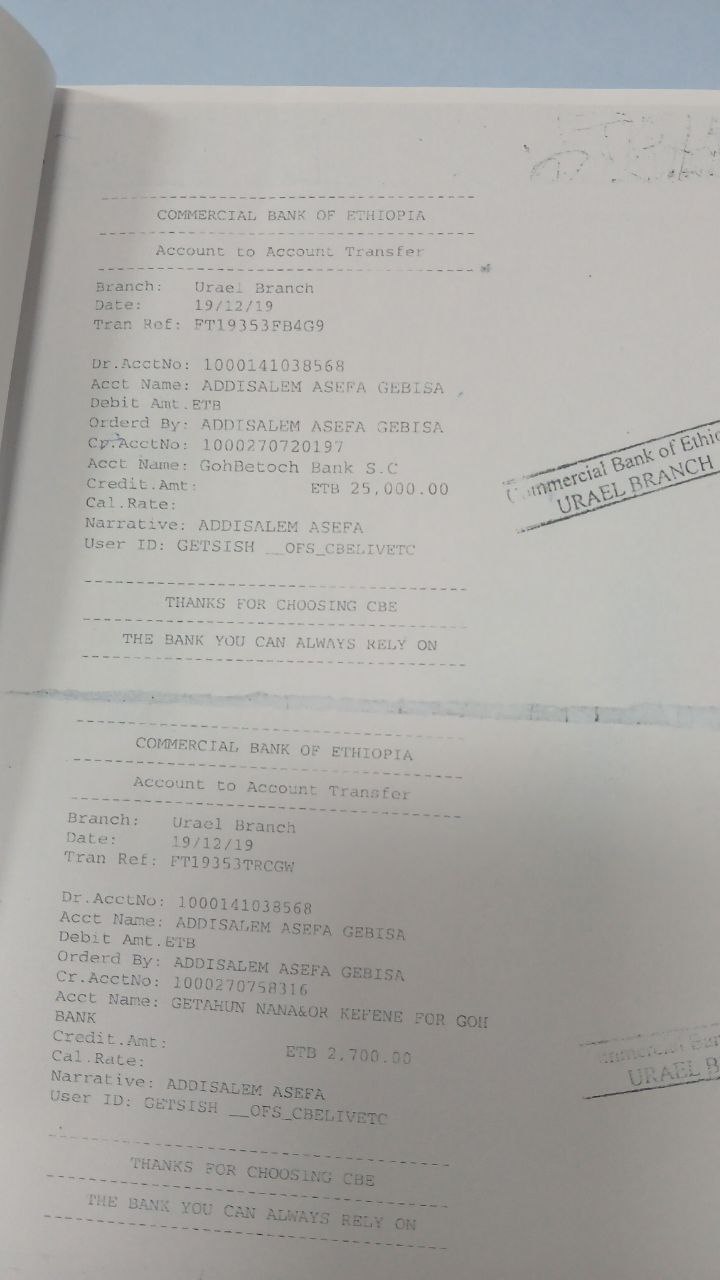 COMMERCIAL BANK OF ETHIOPIA
Account to Account Transfer
Branch: Urael Branch
Date: 19/12/19
Tran Ref: FT19353FB4G9
Dr.AcctNo: 1000141038568
Acct Name: ADDISALEM ASEFA GEBISA
Debit Amt.ETB
Orderd By: ADDISALEM ASEFA GEBISA
Cr.AcctNo: 1000270720197
Acct Name: GohBetoch Bank S.C
Credit.Amt: ETB 25,000.00
Cal.Rate:
Narrative: ADDISALEM ASEFA
User ID: GETSISH __OFS_CBELIVETC
Commercial Bank of Ethio
URAEL BRANCH
THANKS FOR CHOOSING CBE
THE BANK YOU CAN ALWAYS RELY ON
COMMERCIAL BANK OF ETHIOPIA
Account to Account Transfer
Branch: Urael Branch
Date: 19/12/19
Tran Ref: FT19353TRCGW
Dr.AcctNo: 1000141038568
Acct Name: ADDISALEM ASEFA GEBISA
Debit Amt.ETB
Orderd By: ADDISALEM ASEFA GEBISA
Cr.AcctNo: 1000270758316
Acct Name: GETAHUN NANA&OR KEFENE FOR GOH
BANK
Credit.Amt: ETB 2,700.00
Cal.Rate:
Narrative: ADDISALEM ASEFA
User ID: GETSISH __OFS_CBELIVETC
URAEL B
THANKS FOR CHOOSING CBE
THE BANK YOU CAN ALWAYS RELY ON